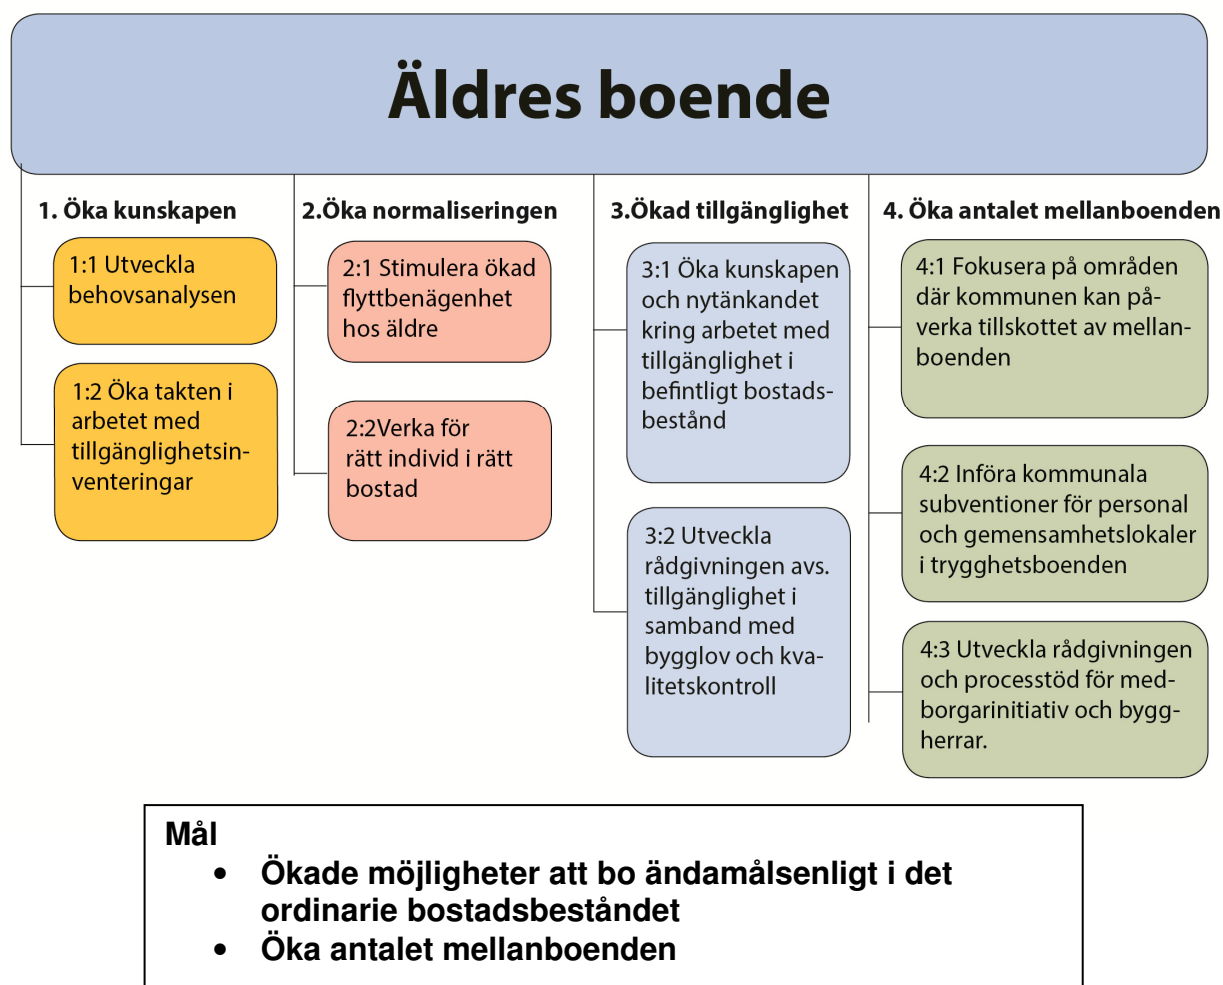 Äldres boende
1. Öka kunskapen
1:1 Utveckla
behovsanalysen
1:2 Öka takten i
arbetet med
tillgänglighetsin-
venteringar
2.Öka normaliseringen
2:1 Stimulera ökad
flyttbenägenhet
hos äldre
2:2Verka för
rätt individ i rätt
bostad
3.Ökad tillgänglighet
3:1 Öka kunskapen
och nytänkandet
kring arbetet med
tillgänglighet i
befintligt bostads-
bestånd
3:2 Utveckla
rådgivningen avs.
tillgänglighet i
samband med
bygglov och kva-
litetskontroll
4. Öka antalet mellanboenden
4:1 Fokusera på områden
där kommunen kan på-
verka tillskottet av mellan-
boenden
4:2 Införa kommunala
subventioner för personal
och gemensamhetslokaler
i trygghetsboenden
4:3 Utveckla rådgivningen
och processtöd för med-
borgarinitiativ och bygg-
herrar.
Mål
• Ökade möjligheter att bo ändamålsenligt i det
ordinarie bostadsbeståndet
• Öka antalet mellanboenden